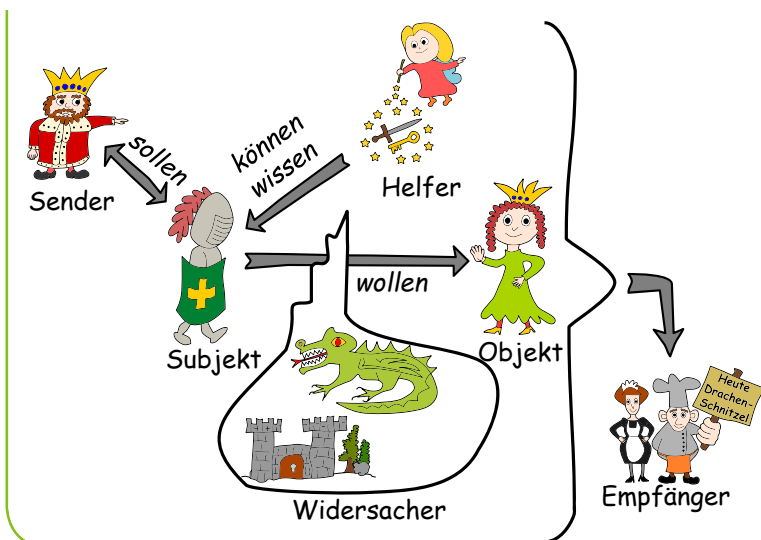 sollen
Sender
können
wissen
Helfer
wollen
Subjekt
Objekt
Heute
Drachen-
Schnitzel
Widersacher
Empfänger